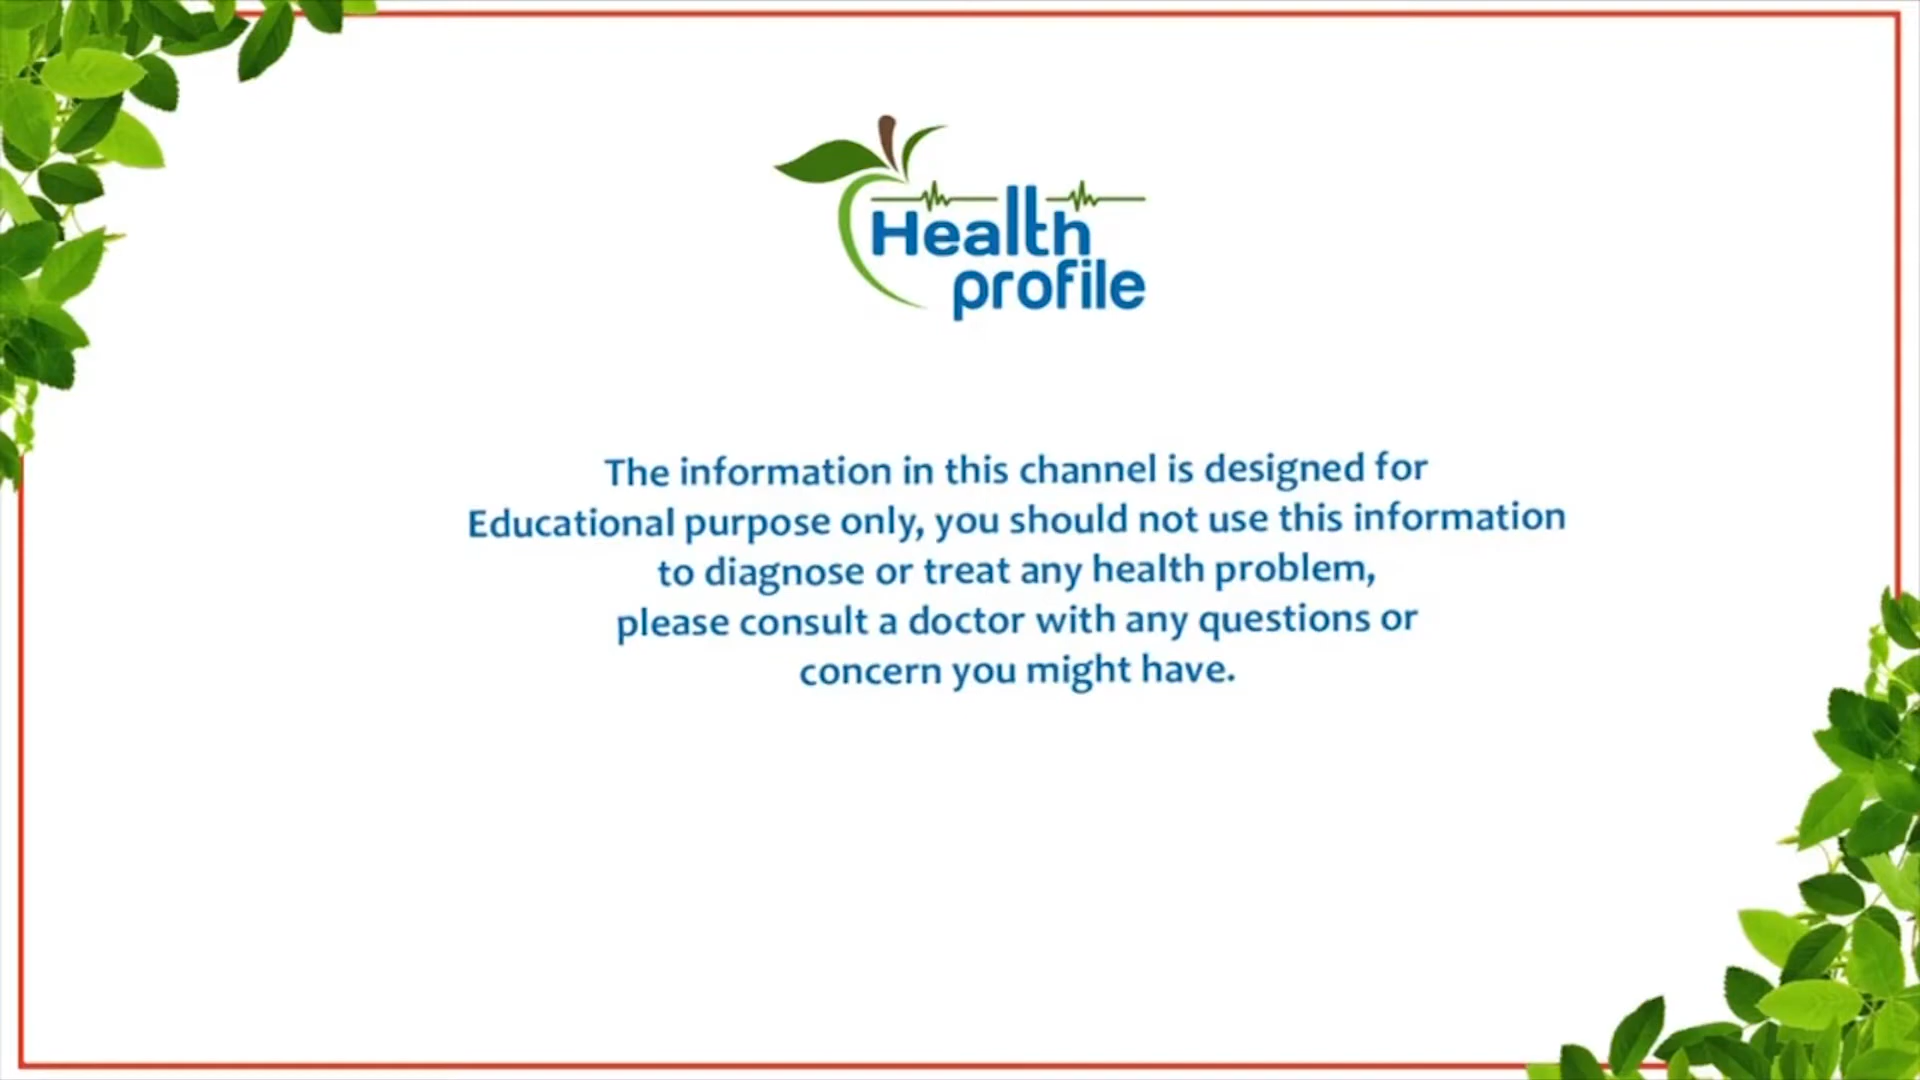 Health
profile
The information in this channel is designed for
Educational purpose only, you should not use this information
to diagnose or treat any health problem,
please consult a doctor with any questions or
concern you might have.